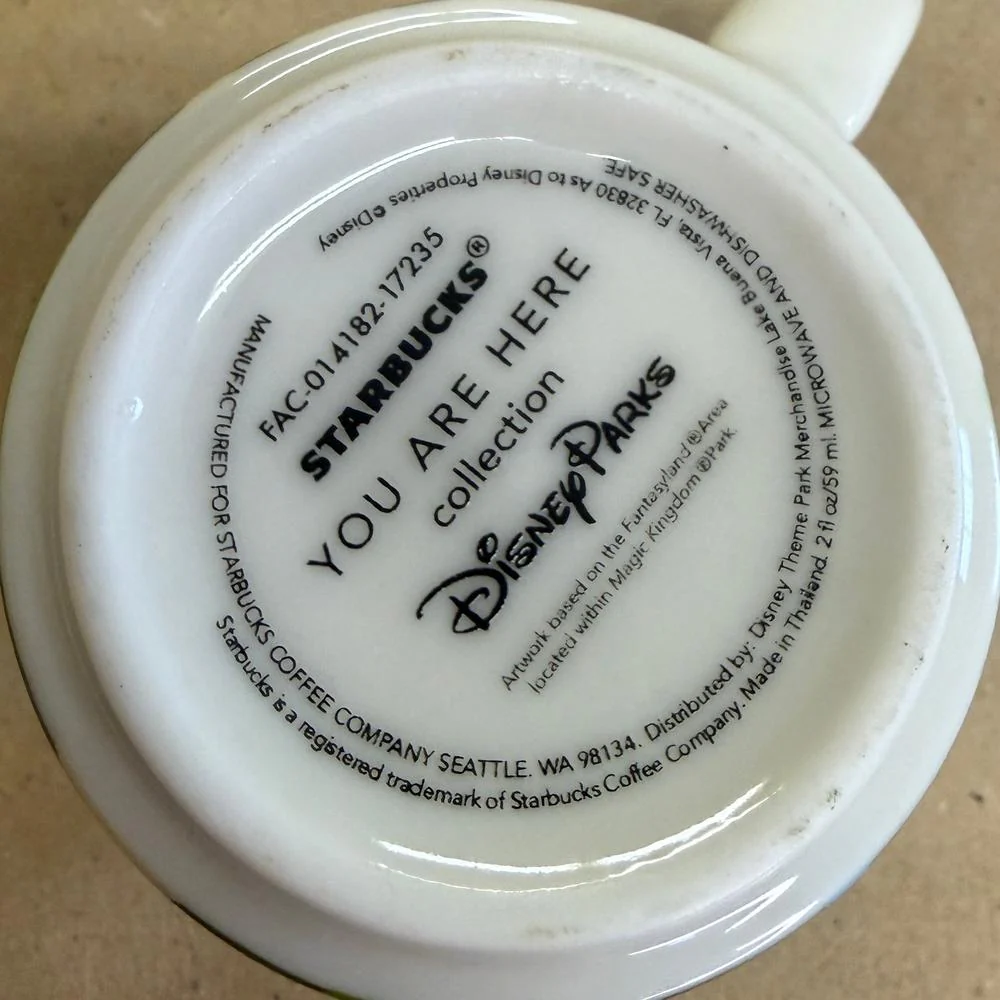 FAC-014182-17235
STARBUCKS®
YOU ARE HERE
collection
Disney PARKS
Artwork based on the Fantasyland®Area
located within Magic Kingdom®Park.
MANUFACTURED FOR STARBUCKS COFFEE COMPANY SEATTLE, WA 98134. Distributed by: Disney Theme Park Merchandise Lake Buena Vista, FL 32830 As to Disney Properties ©Disney
Starbucks is a registered trademark of Starbucks Coffee Company. Made in Thailand. 2 fl oz/59 ml. MICROWAVE AND DISHWASHER SAFE